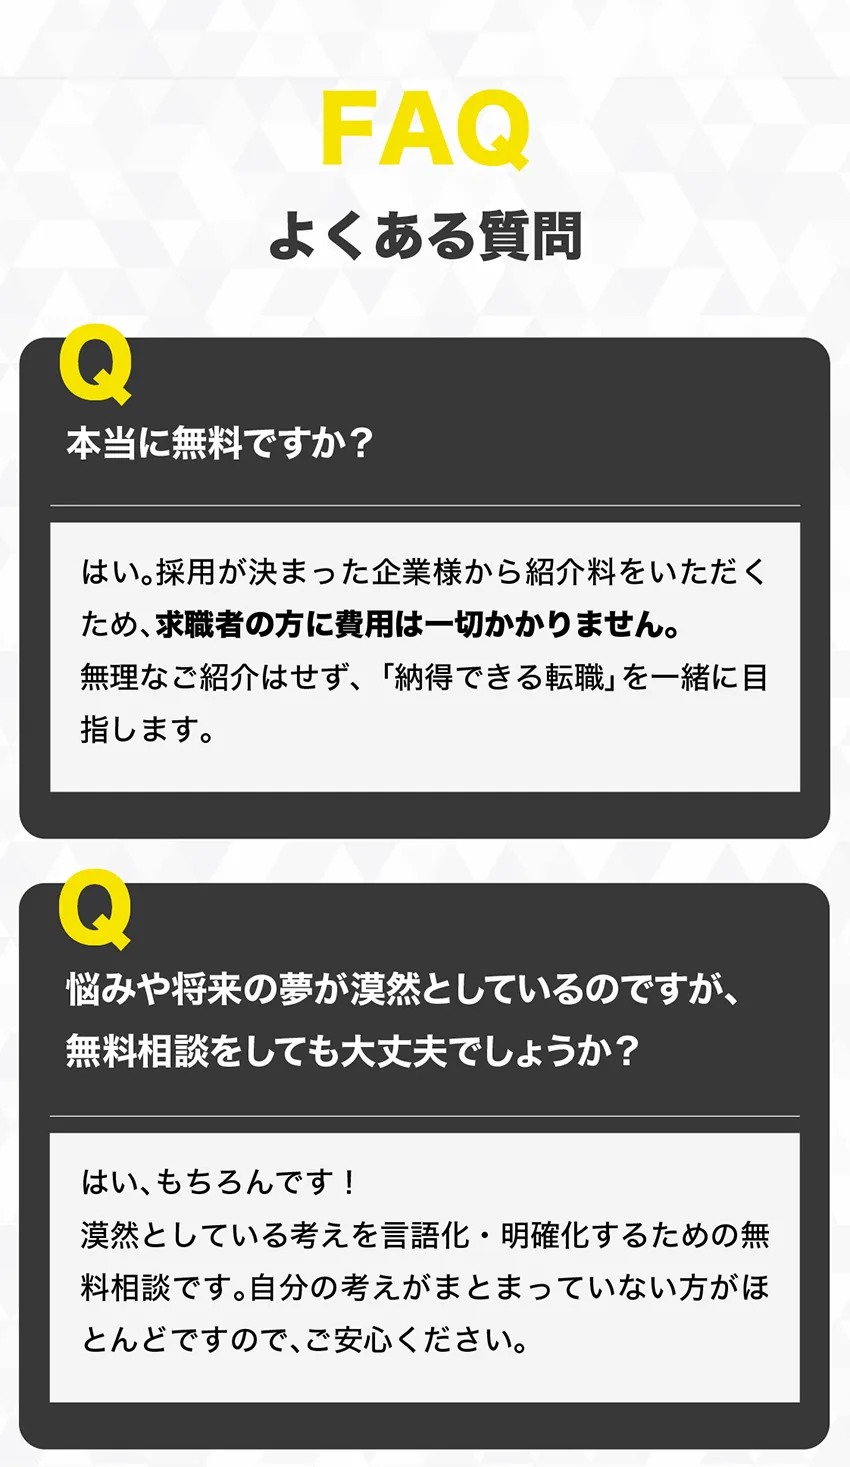 FAQ
よくある質問
Q
本当に無料ですか？
はい。採用が決まった企業様から紹介料をいただく
ため、求職者の方に費用は一切かかりません。
無理なご紹介はせず、「納得できる転職」を一緒に目
指します。
Q
悩みや将来の夢が漠然としているのですが、
無料相談をしても大丈夫でしょうか？
はい、もちろんです！
漠然としている考えを言語化・明確化するための無
料相談です。自分の考えがまとまっていない方がほ
とんどですので、ご安心ください。